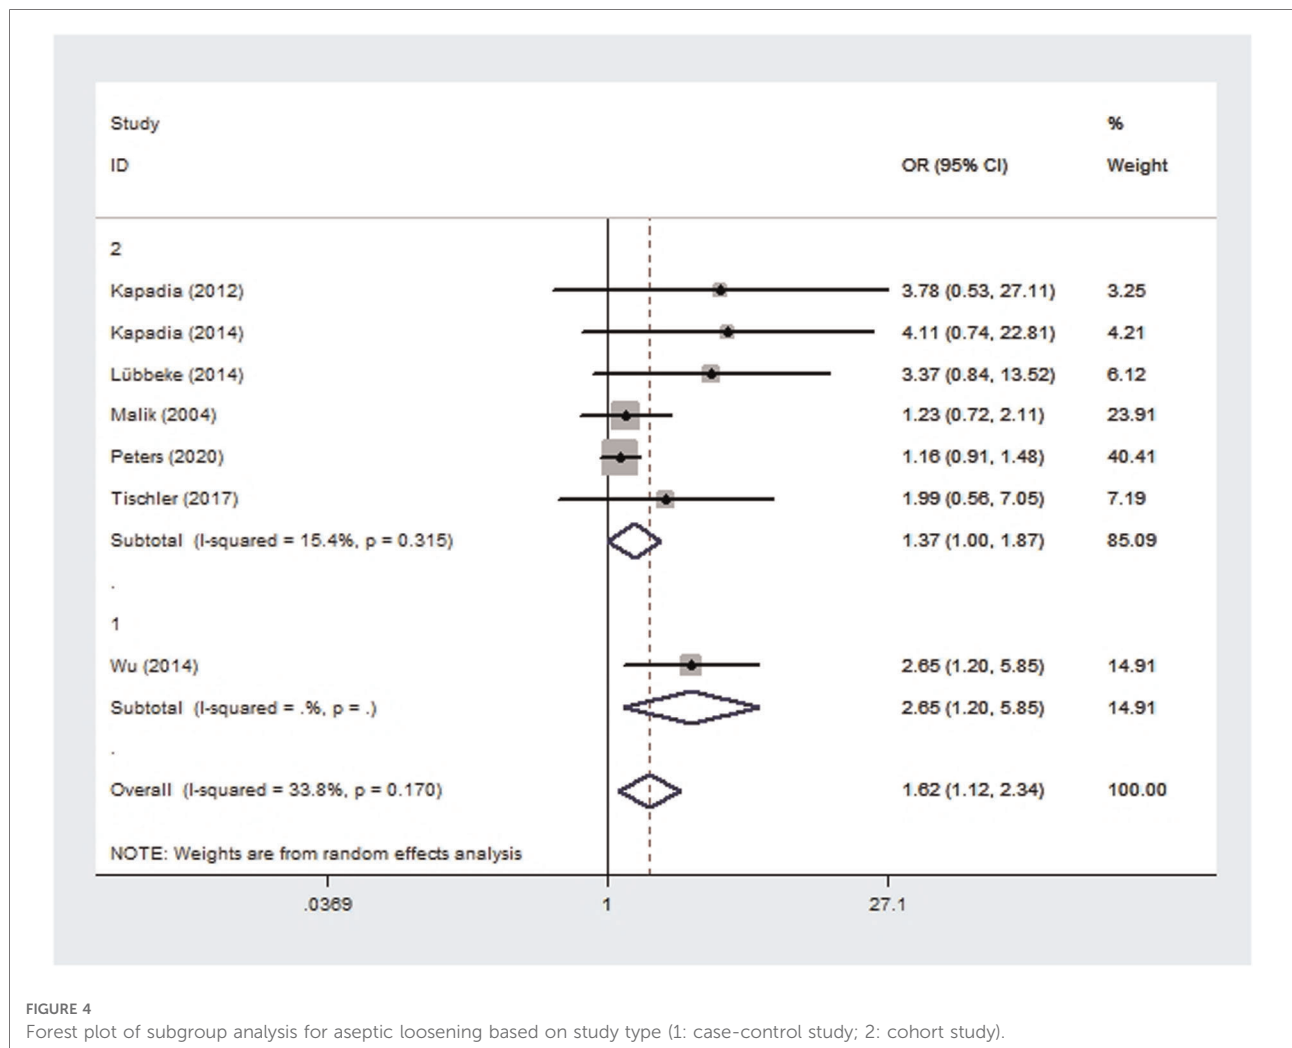 Study %
ID OR (95% CI) Weight
2
Kapadia (2012) 3.78 (0.53, 27.11) 3.25
Kapadia (2014) 4.11 (0.74, 22.81) 4.21
Lübbeke (2014) 3.37 (0.84, 13.52) 6.12
Malik (2004) 1.23 (0.72, 2.11) 23.91
Peters (2020) 1.16 (0.91, 1.48) 40.41
Tischler (2017) 1.99 (0.56, 7.05) 7.19
Subtotal (I-squared = 15.4%, p = 0.315) 1.37 (1.00, 1.87) 85.09
.
1
Wu (2014) 2.65 (1.20, 5.85) 14.91
Subtotal (I-squared = .%, p = .) 2.65 (1.20, 5.85) 14.91
.
Overall (I-squared = 33.8%, p = 0.170) 1.62 (1.12, 2.34) 100.00
NOTE: Weights are from random effects analysis
.0369 1 27.1
FIGURE 4
Forest plot of subgroup analysis for aseptic loosening based on study type (1: case-control study; 2: cohort study).